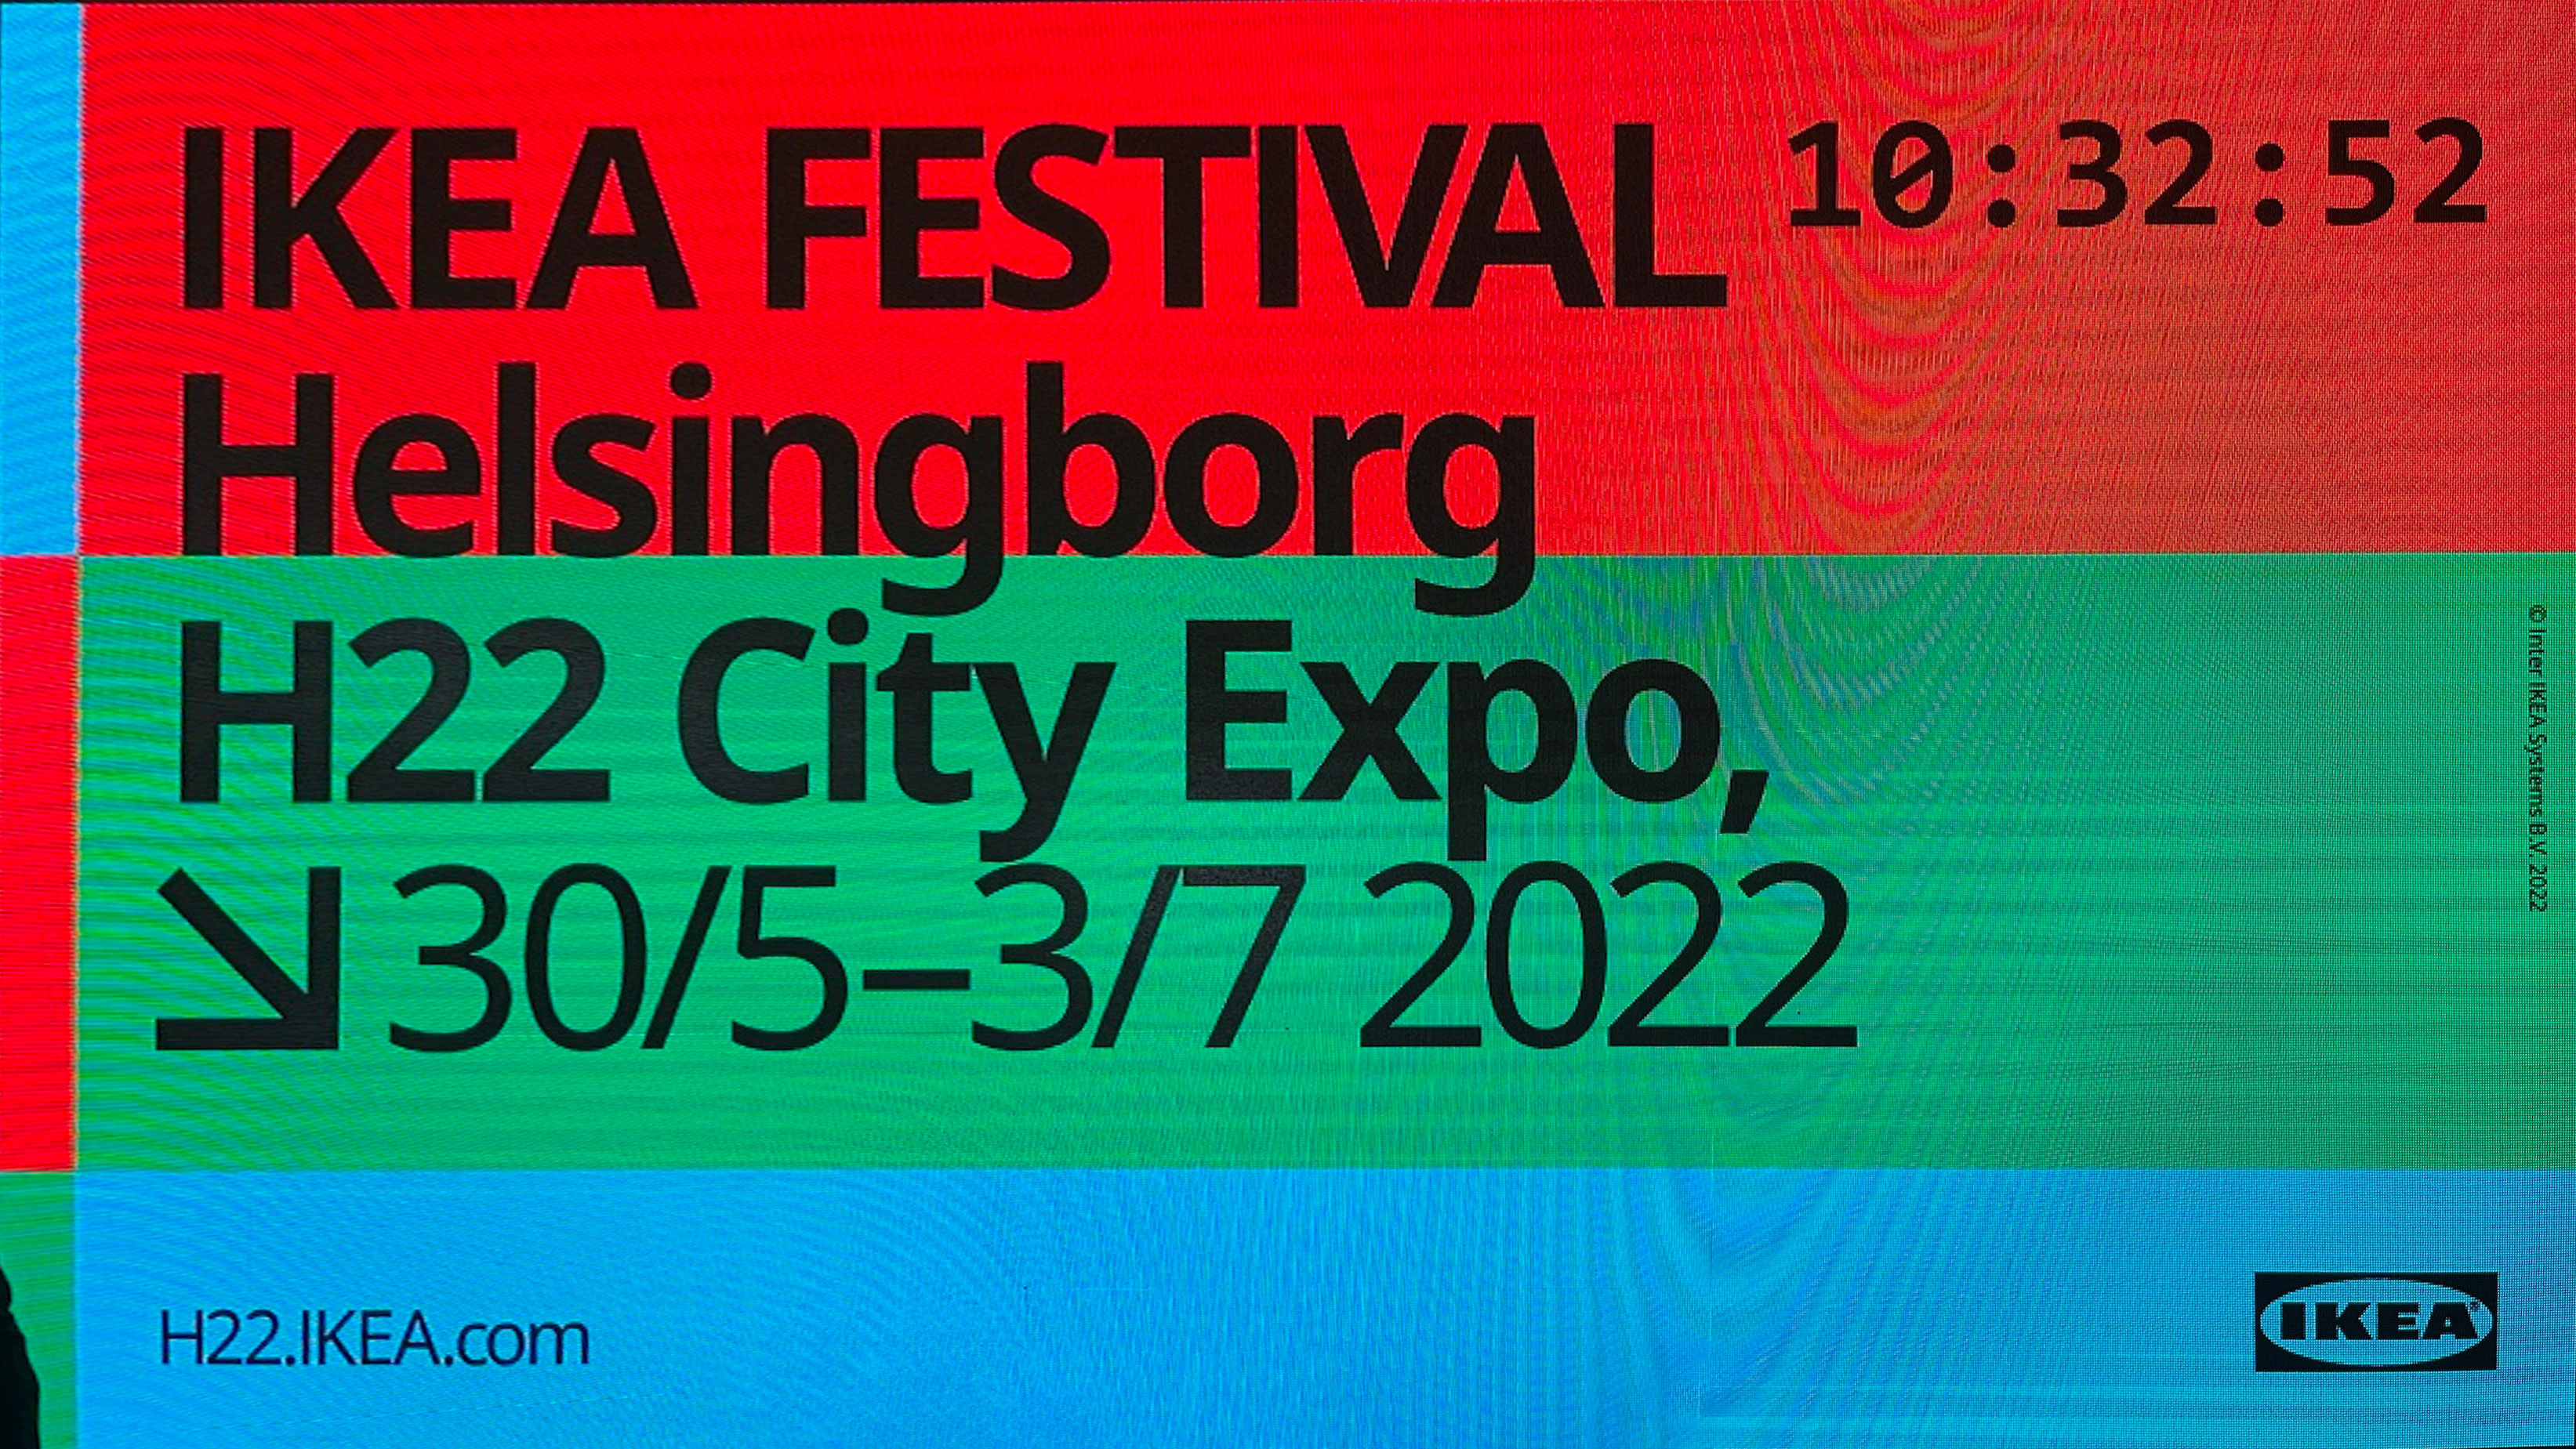 IKEA FESTIVAL
10:32:52
Helsingborg
H22 City Expo,
↘30/5–3/7 2022
© Inter IKEA Systems B.V. 2022
H22.IKEA.com
IKEA®